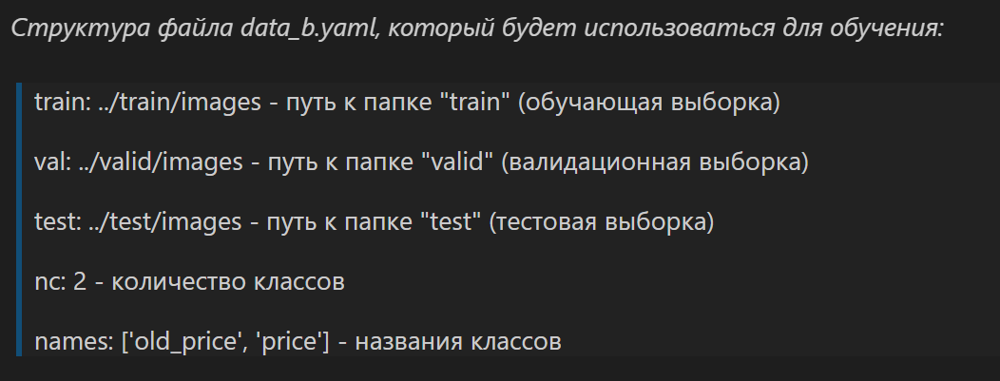 Структура файла data_b.yaml, который будет использоваться для обучения:
train: ../train/images - путь к папке "train" (обучающая выборка)
val: ../valid/images - путь к папке "valid" (валидационная выборка)
test: ../test/images - путь к папке "test" (тестовая выборка)
nc: 2 - количество классов
names: ['old_price', 'price'] - названия классов